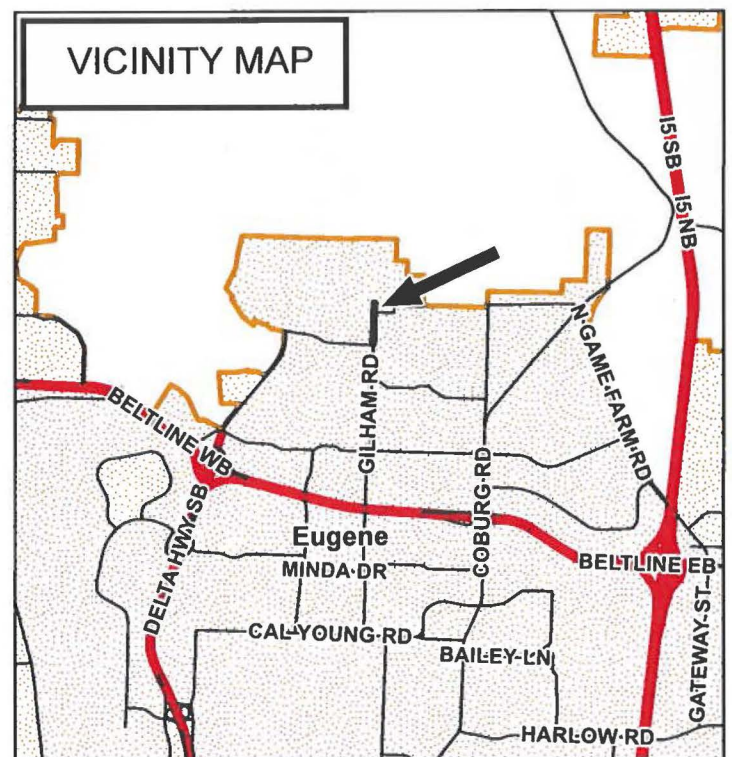 VICINITY MAP
I5 SB
I5 NB
N GAME FARM RD
GILHAM RD
BELTLINE WB
COBURG RD
DELTA HWY SB
Eugene
MINDA DR
BELTLINE EB
CAL YOUNG RD
BAILEY LN
GATEWAY ST
HARLOW RD